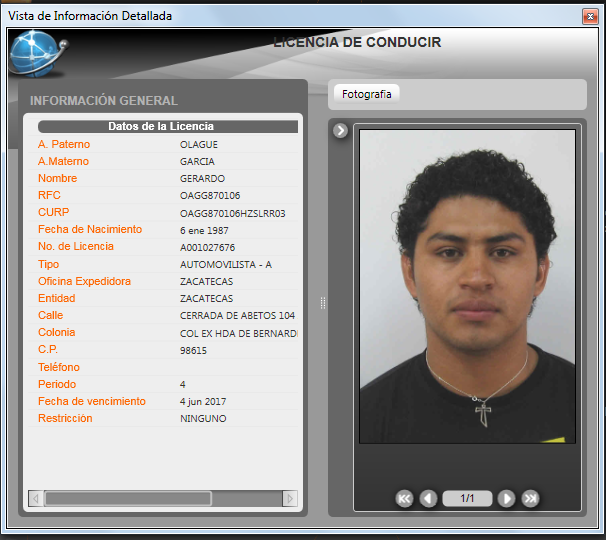 Vista de Información Detallada
LICENCIA DE CONDUCIR
INFORMACIÓN GENERAL
Datos de la Licencia
A. Paterno OLAGUE
A.Materno GARCIA
Nombre GERARDO
RFC OAGG870106
CURP OAGG870106HZSLRR03
Fecha de Nacimiento 6 ene 1987
No. de Licencia A001027676
Tipo AUTOMOVILISTA - A
Oficina Expedidora ZACATECAS
Entidad ZACATECAS
Calle CERRADA DE ABETOS 104
Colonia COL EX HDA DE BERNARD
C.P. 98615
Teléfono
Periodo 4
Fecha de vencimiento 4 jun 2017
Restricción NINGUNO
Fotografia
1/1